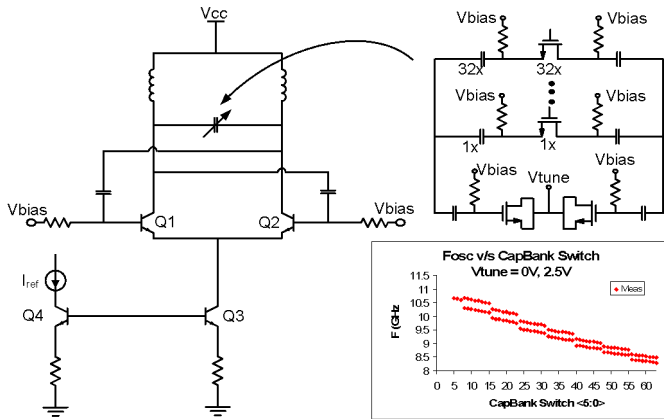 Vcc
Vbias
Vbias
32x
32x
Vbias
Vbias
1x
1x
Vbias
Vbias
Vtune
Vbias
Q1
Q2
Vbias
Iref
Q4
Q3
Fosc v/s CapBank Switch
Vtune = 0V, 2.5V
Meas
F (GHz
11.5
11
10.5
10
9.5
9
8.5
8
0 5 10 15 20 25 30 35 40 45 50 55 60
CapBank Switch <5:0>